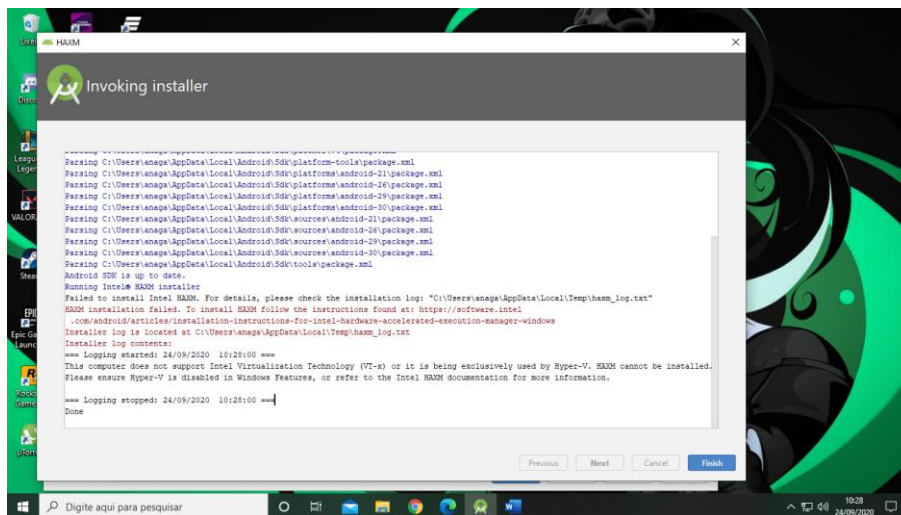 HAXM
Invoking installer
Parsing C:\Users\anaga\AppData\Local\Android\Sdk\platform-tools\package.xml
Parsing C:\Users\anaga\AppData\Local\Android\Sdk\platforms\android-21\package.xml
Parsing C:\Users\anaga\AppData\Local\Android\Sdk\platforms\android-26\package.xml
Parsing C:\Users\anaga\AppData\Local\Android\Sdk\platforms\android-29\package.xml
Parsing C:\Users\anaga\AppData\Local\Android\Sdk\platforms\android-30\package.xml
Parsing C:\Users\anaga\AppData\Local\Android\Sdk\sources\android-21\package.xml
Parsing C:\Users\anaga\AppData\Local\Android\Sdk\sources\android-26\package.xml
Parsing C:\Users\anaga\AppData\Local\Android\Sdk\sources\android-29\package.xml
Parsing C:\Users\anaga\AppData\Local\Android\Sdk\sources\android-30\package.xml
Parsing C:\Users\anaga\AppData\Local\Android\Sdk\tools\package.xml
Android SDK is up to date.
Running Intel® HAXM installer
Failed to install Intel HAXM. For details, please check the installation log: "C:\Users\anaga\AppData\Local\Temp\haxm_log.txt"
HAXM installation failed. To install HAXM follow the instructions found at: https://software.intel
.com/android/articles/installation-instructions-for-intel-hardware-accelerated-execution-manager-windows
Installer log is located at C:\Users\anaga\AppData\Local\Temp\haxm_log.txt
Installer log contents:
=== Logging started: 24/09/2020 10:28:00 ===
This computer does not support Intel Virtualization Technology (VT-x) or it is being exclusively used by Hyper-V. HAXM cannot be installed.
Please ensure Hyper-V is disabled in Windows Features, or refer to the Intel HAXM documentation for more information.
=== Logging stopped: 24/09/2020 10:28:00 ===
Done
Previous
Next
Cancel
Finish
Leagu
Leger
VALOR
Stea
EPI
Epic Ga
Launc
Rocks
Game
µTorr
Digite aqui para pesquisar
10:28
24/09/2020